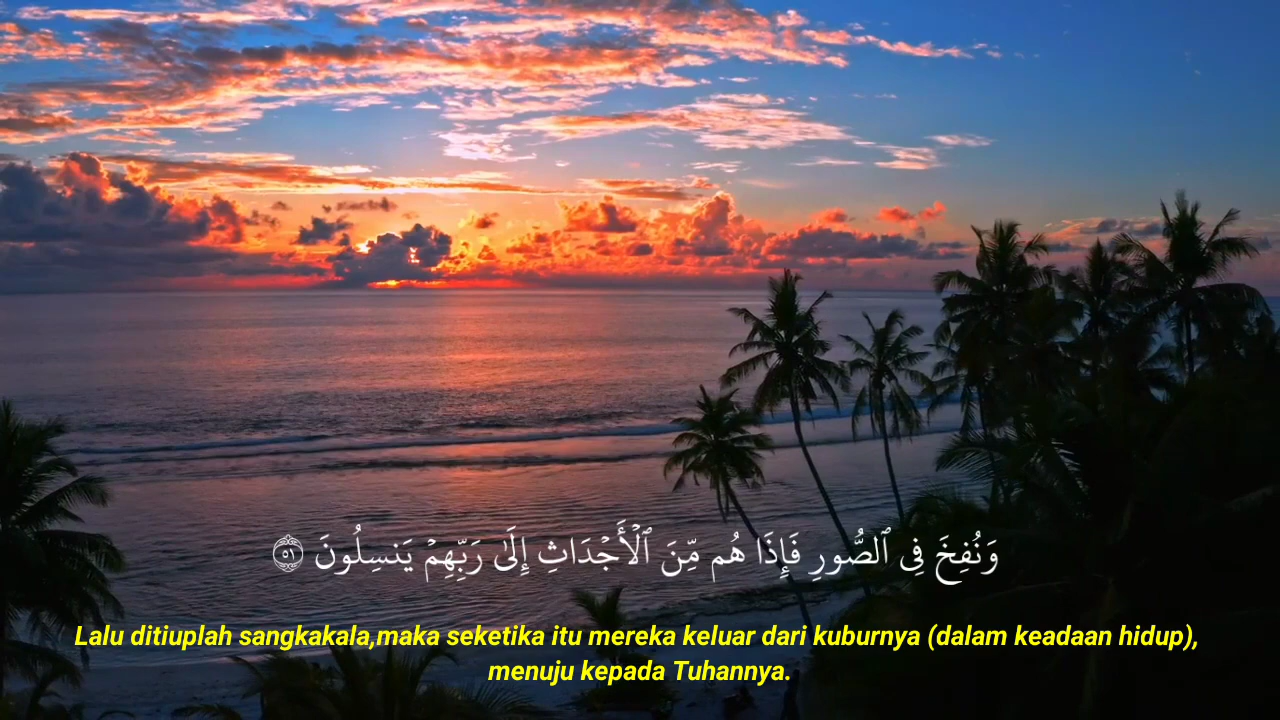 وَنُفِخَ فِى ٱلصُّورِ فَإِذَا هُم مِّنَ ٱلْأَجْدَاثِ إِلَىٰ رَبِّهِمْ يَنسِلُونَ ۝٥١
Lalu ditiuplah sangkakala,maka seketika itu mereka keluar dari kuburnya (dalam keadaan hidup),
menuju kepada Tuhannya.